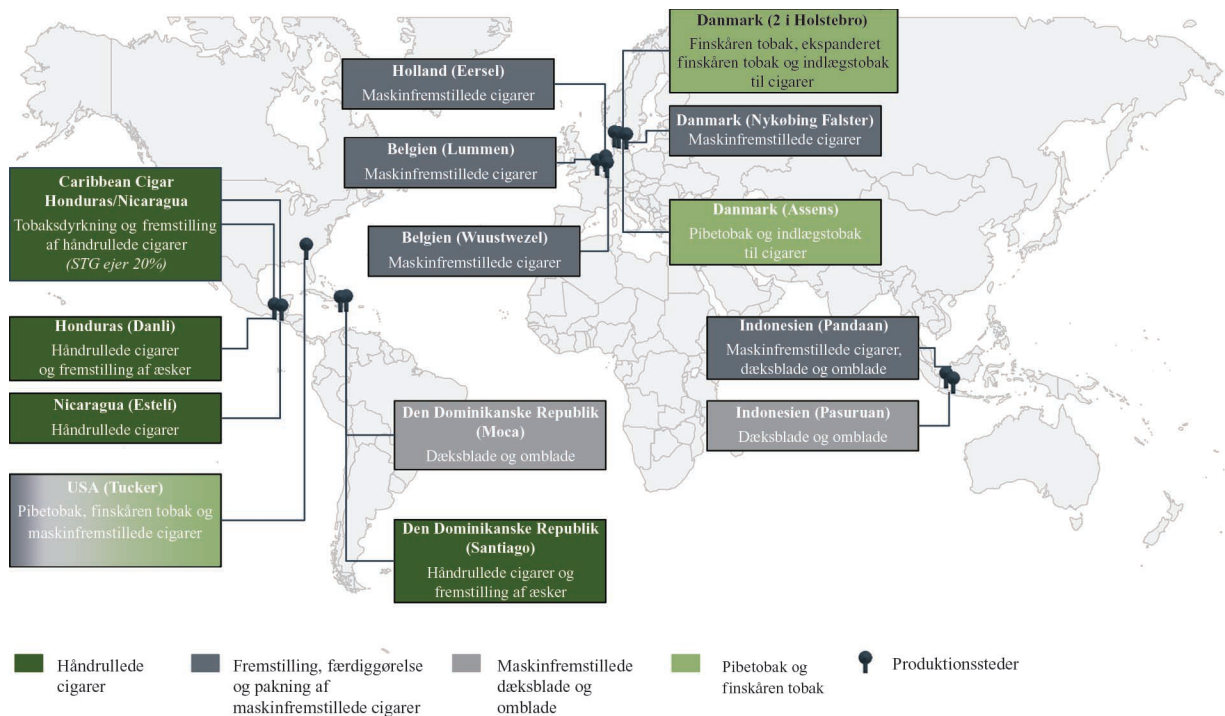 Danmark (2 i Holstebro)
Finskåren tobak, ekspanderet
finskåren tobak og indlægstobak
til cigarer
Holland (Eersel)
Maskinfremstillede cigarer
Danmark (Nykøbing Falster)
Maskinfremstillede cigarer
Belgien (Lummen)
Maskinfremstillede cigarer
Caribbean Cigar
Honduras/Nicaragua
Tobaksdyrkning og fremstilling
af håndrullede cigarer
(STG ejer 20%)
Danmark (Assens)
Pibetobak og indlægstobak
til cigarer
Belgien (Wuustwezel)
Maskinfremstillede cigarer
Honduras (Danli)
Håndrullede cigarer
og fremstilling af æsker
Indonesien (Pandaan)
Maskinfremstillede cigarer,
dæksblade og omblade
Nicaragua (Estelí)
Håndrullede cigarer
Den Dominikanske Republik
(Moca)
Dæksblade og omblade
Indonesien (Pasuruan)
Dæksblade og omblade
USA (Tucker)
Pibetobak, finskåren tobak og
maskinfremstillede cigarer
Den Dominikanske Republik
(Santiago)
Håndrullede cigarer og
fremstilling af æsker
Håndrullede
cigarer
Fremstilling, færdiggørelse
og pakning af
maskinfremstillede cigarer
Maskinfremstillede
dæksblade og
omblade
Pibetobak og
finskåren tobak
Produktionssteder